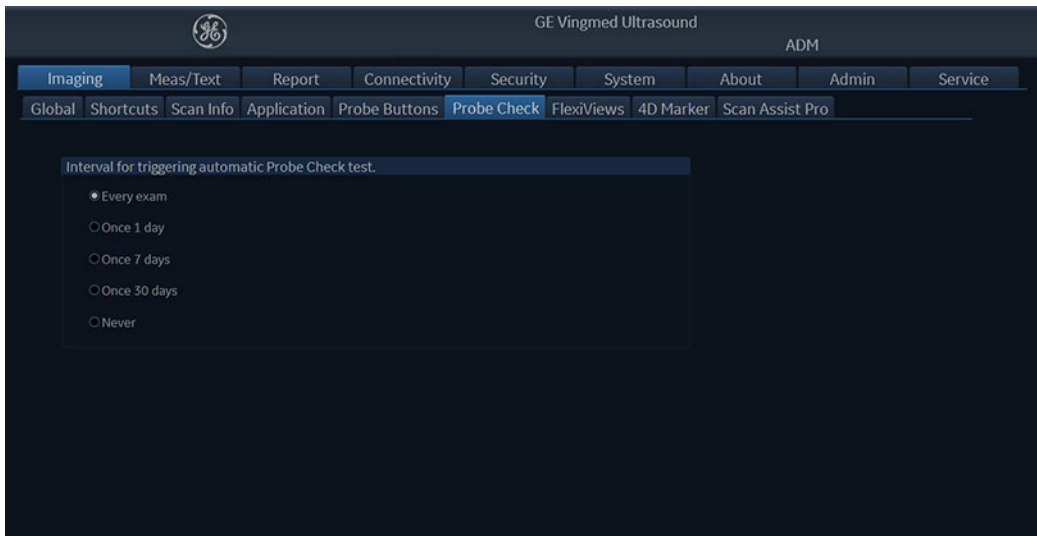 GE Vingmed Ultrasound
ADM
Imaging Meas/Text Report Connectivity Security System About Admin Service
Global Shortcuts Scan Info Application Probe Buttons Probe Check FlexiViews 4D Marker Scan Assist Pro
Interval for triggering automatic Probe Check test.
Every exam
Once 1 day
Once 7 days
Once 30 days
Never